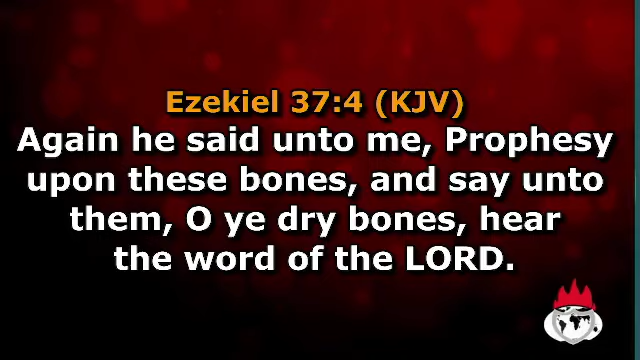 Ezekiel 37:4 (KJV)
Again he said unto me, Prophesy
upon these bones, and say unto
them, O ye dry bones, hear
the word of the LORD.